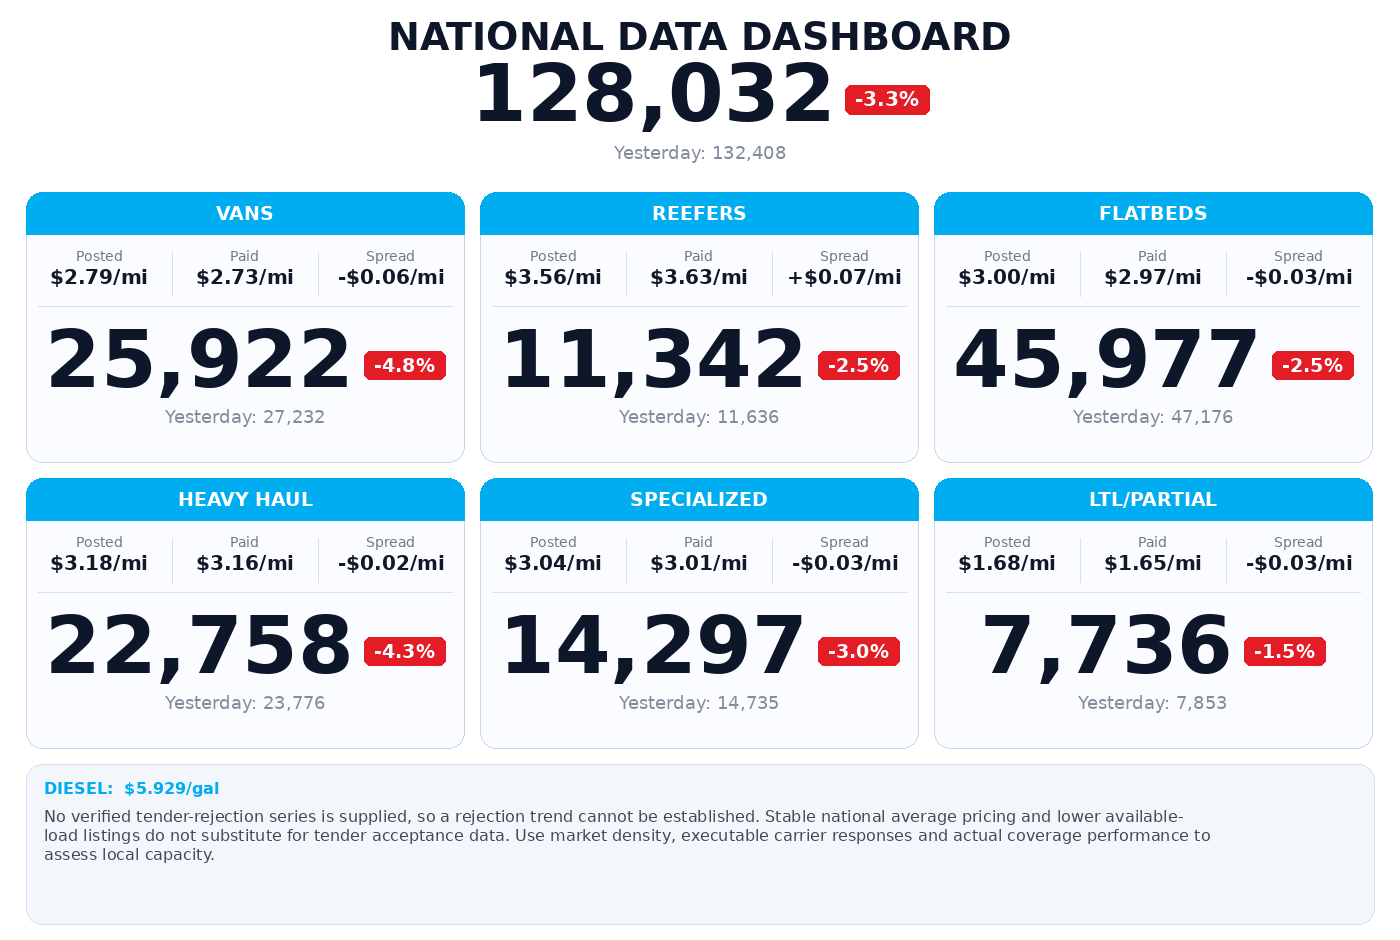 NATIONAL DATA DASHBOARD
128,032 -3.3%
Yesterday: 132,408
VANS
Posted Paid Spread
$2.79/mi $2.73/mi -$0.06/mi
25,922 -4.8%
Yesterday: 27,232
REEFERS
Posted Paid Spread
$3.56/mi $3.63/mi +$0.07/mi
11,342 -2.5%
Yesterday: 11,636
FLATBEDS
Posted Paid Spread
$3.00/mi $2.97/mi -$0.03/mi
45,977 -2.5%
Yesterday: 47,176
HEAVY HAUL
Posted Paid Spread
$3.18/mi $3.16/mi -$0.02/mi
22,758 -4.3%
Yesterday: 23,776
SPECIALIZED
Posted Paid Spread
$3.04/mi $3.01/mi -$0.03/mi
14,297 -3.0%
Yesterday: 14,735
LTL/PARTIAL
Posted Paid Spread
$1.68/mi $1.65/mi -$0.03/mi
7,736 -1.5%
Yesterday: 7,853
DIESEL: $5.929/gal
No verified tender-rejection series is supplied, so a rejection trend cannot be established. Stable national average pricing and lower available-
load listings do not substitute for tender acceptance data. Use market density, executable carrier responses and actual coverage performance to
assess local capacity.